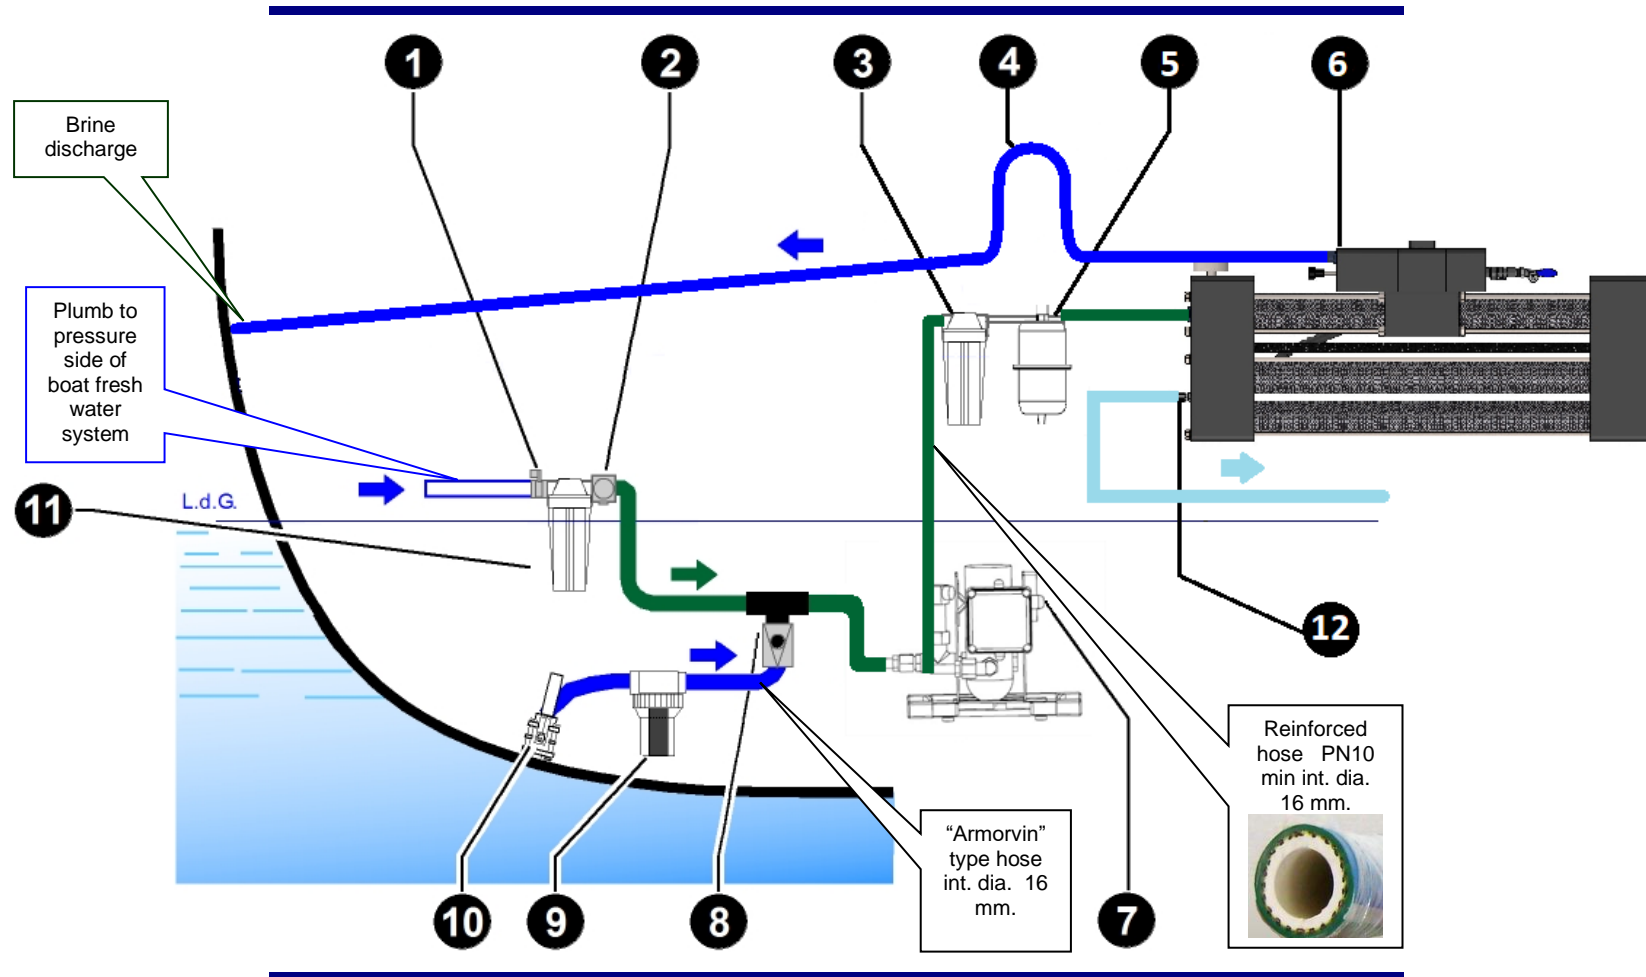 1
2
3
4
5
6
Brine
discharge
Plumb to
pressure
side of
boat fresh
water
system
L.d.G.
11
12
Reinforced
hose PN10
min int. dia.
16 mm.
“Armorvin”
type hose
int. dia. 16
mm.
10
9
8
7